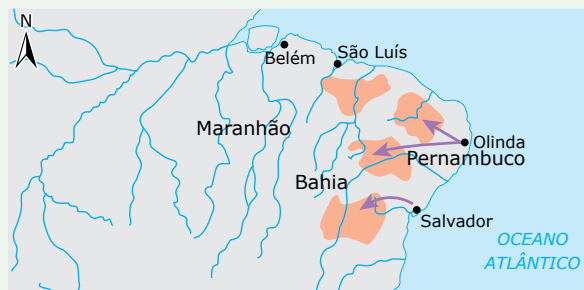 N
Belém
São Luís
Maranhão
Olinda
Pernambuco
Bahia
Salvador
OCEANO
ATLÂNTICO